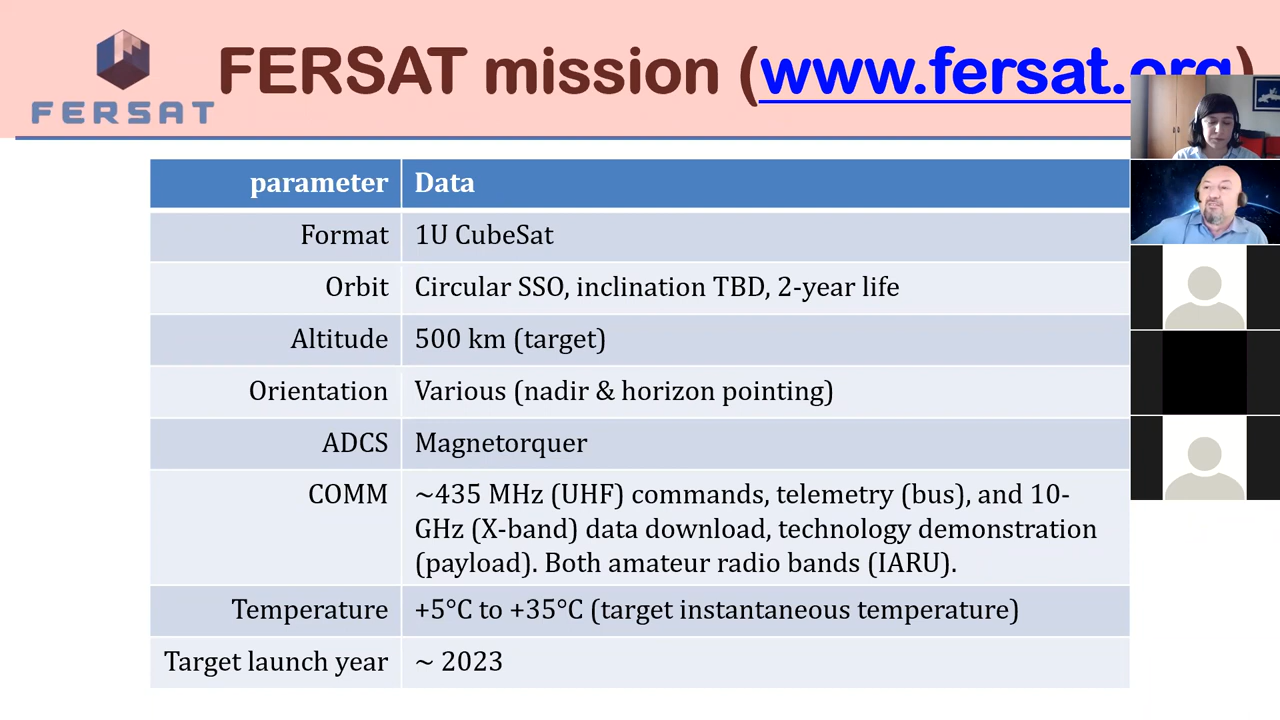 FERSAT mission (www.fersat.org)
FERSAT
parameter Data
Format 1U CubeSat
Orbit Circular SSO, inclination TBD, 2-year life
Altitude 500 km (target)
Orientation Various (nadir & horizon pointing)
ADCS Magnetorquer
COMM ~435 MHz (UHF) commands, telemetry (bus), and 10-
GHz (X-band) data download, technology demonstration
(payload). Both amateur radio bands (IARU).
Temperature +5°C to +35°C (target instantaneous temperature)
Target launch year ~ 2023